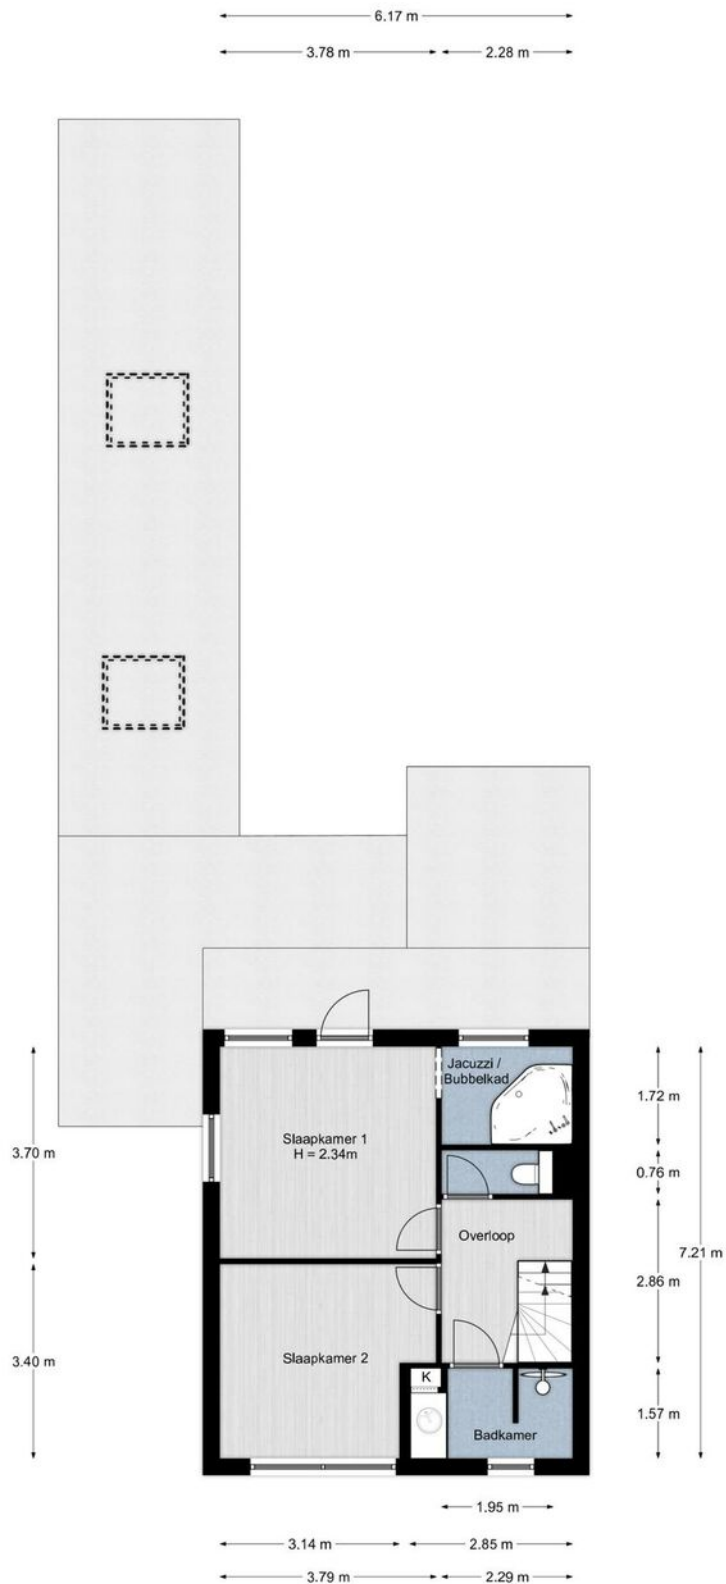 6.17 m
3.78 m
2.28 m
Jacuzzi /
Bubbelkad
1.72 m
Slaapkamer 1
H = 2.34m
3.70 m
0.76 m
Overloop
7.21 m
2.86 m
Slaapkamer 2
3.40 m
K
1.57 m
Badkamer
1.95 m
3.14 m
2.85 m
3.79 m
2.29 m